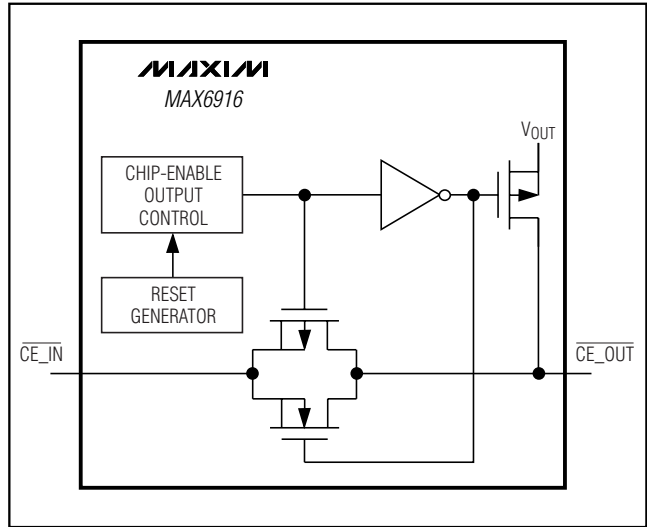 MAXIM
MAX6916
VOUT
CHIP-ENABLE
OUTPUT
CONTROL
RESET
GENERATOR
CE_IN
CE_OUT